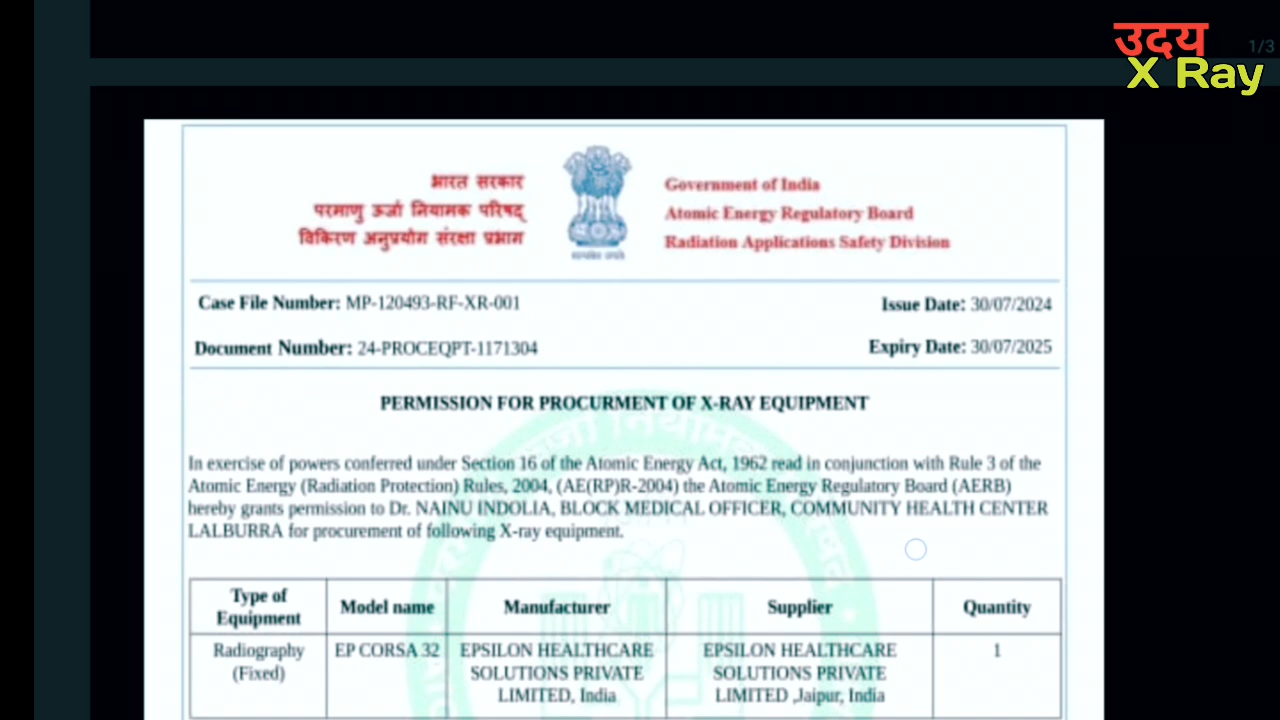 उदय
X Ray
1/3
भारत सरकार
परमाणु ऊर्जा नियामक परिषद्
विकिरण अनुप्रयोग संरक्षा प्रभाग
सत्यमेव जयते
Government of India
Atomic Energy Regulatory Board
Radiation Applications Safety Division
Case File Number: MP-120493-RF-XR-001
Issue Date: 30/07/2024
Document Number: 24-PROCEQPT-1171304
Expiry Date: 30/07/2025
PERMISSION FOR PROCURMENT OF X-RAY EQUIPMENT
In exercise of powers conferred under Section 16 of the Atomic Energy Act, 1962 read in conjunction with Rule 3 of the
Atomic Energy (Radiation Protection) Rules, 2004, (AE(RP)R-2004) the Atomic Energy Regulatory Board (AERB)
hereby grants permission to Dr. NAINU INDOLIA, BLOCK MEDICAL OFFICER, COMMUNITY HEALTH CENTER
LALBURRA for procurement of following X-ray equipment.
Type of
Equipment
Model name
Manufacturer
Supplier
Quantity
Radiography
(Fixed)
EP CORSA 32
EPSILON HEALTHCARE
SOLUTIONS PRIVATE
LIMITED, India
EPSILON HEALTHCARE
SOLUTIONS PRIVATE
LIMITED ,Jaipur, India
1